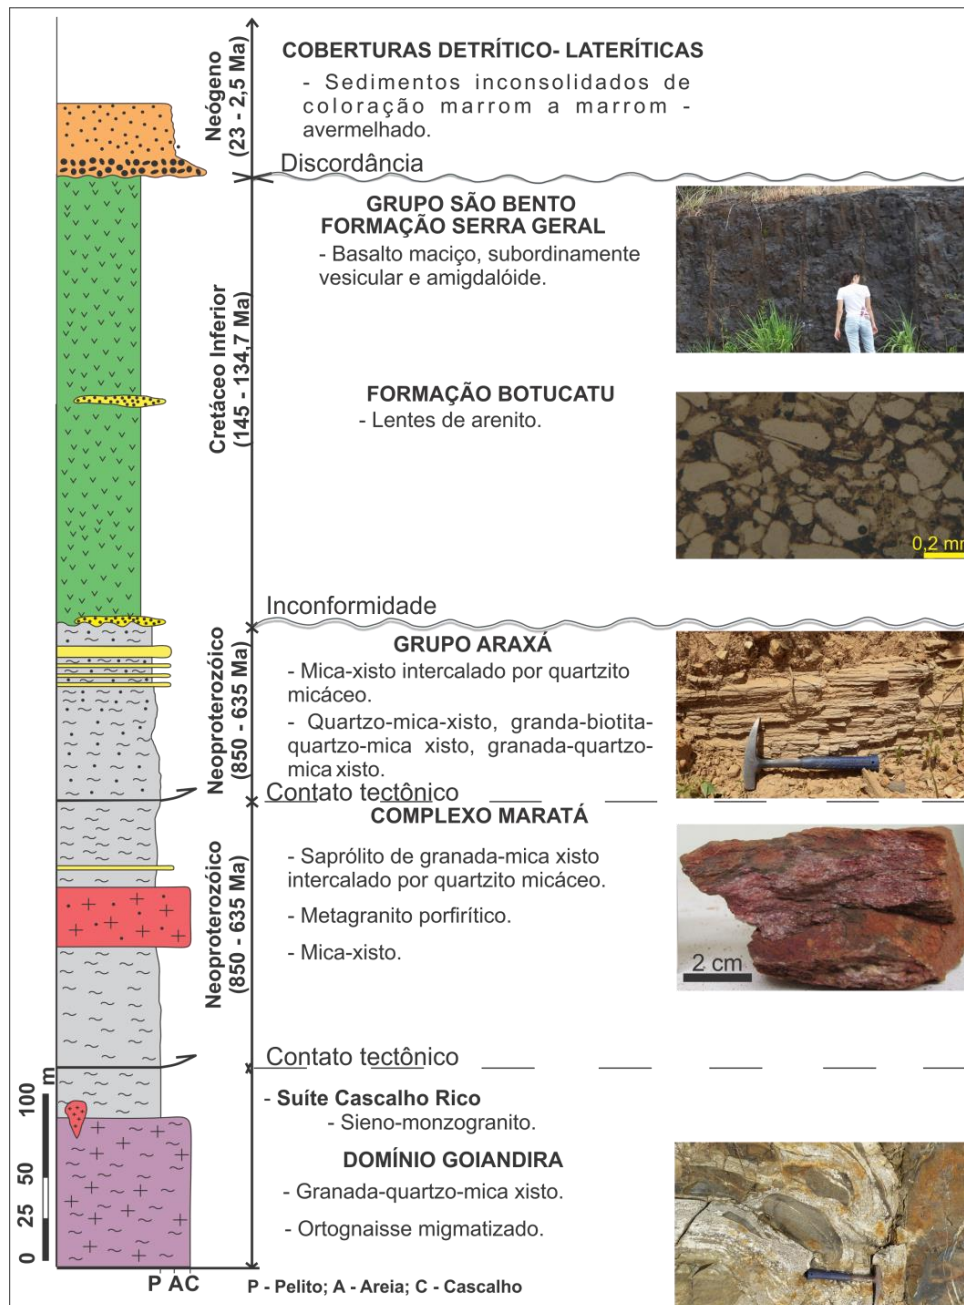 Neógeno
(23 - 2,5 Ma)
COBERTURAS DETRÍTICO- LATERÍTICAS
- Sedimentos inconsolidados de
coloração marrom a marrom -
avermelhado.
Discordância
Cretáceo Inferior
(145 - 134,7 Ma)
GRUPO SÃO BENTO
FORMAÇÃO SERRA GERAL
- Basalto maciço, subordinamente
vesicular e amigdalóide.
FORMAÇÃO BOTUCATU
- Lentes de arenito.
0,2 mm
Inconformidade
Neoproterozóico
(850 - 635 Ma)
GRUPO ARAXÁ
- Mica-xisto intercalado por quartzito
micáceo.
- Quartzo-mica-xisto, granda-biotita-
quartzo-mica xisto, granada-quartzo-
mica xisto.
Contato tectônico
Neoproterozóico
(850 - 635 Ma)
COMPLEXO MARATÁ
- Saprólito de granada-mica xisto
intercalado por quartzito micáceo.
- Metagranito porfirítico.
- Mica-xisto.
2 cm
Contato tectônico
- Suíte Cascalho Rico
- Sieno-monzogranito.
DOMÍNIO GOIANDIRA
- Granada-quartzo-mica xisto.
- Ortognaisse migmatizado.
m
100
50
25
0
P AC
P - Pelito; A - Areia; C - Cascalho